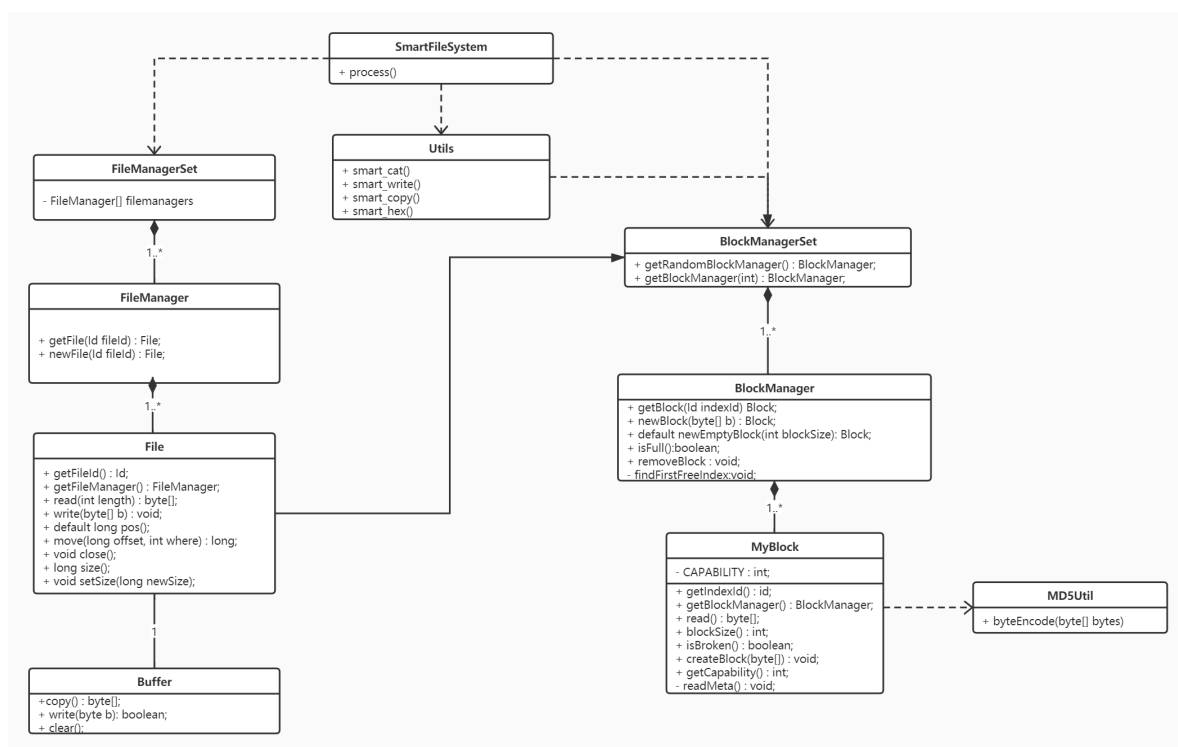 SmartFileSystem
+ process()
Utils
+ smart_cat()
+ smart_write()
+ smart_copy()
+ smart_hex()
FileManagerSet
- FileManager[] filemanagers
1..*
FileManager
+ getFile(Id fileId) : File;
+ newFile(Id fileId) : File;
1..*
File
+ getFileId() : Id;
+ getFileManager() : FileManager;
+ read(int length) : byte[];
+ write(byte[] b) : void;
+ default long pos();
+ move(long offset, int where) : long;
+ void close();
+ long size();
+ void setSize(long newSize);
1
Buffer
+copy() : byte[];
+ write(byte b): boolean;
+ clear();
BlockManagerSet
+ getRandomBlockManager() : BlockManager;
+ getBlockManager(int) : BlockManager;
1..*
BlockManager
+ getBlock(Id indexId) Block;
+ newBlock(byte[] b) : Block;
+ default newEmptyBlock(int blockSize): Block;
+ isFull():boolean;
+ removeBlock : void;
- findFirstFreeIndex:void;
1..*
MyBlock
- CAPABILITY : int;
+ getIndexId() : id;
+ getBlockManager() : BlockManager;
+ read() : byte[];
+ blockSize() : int;
+ isBroken() : boolean;
+ createBlock(byte[]) : void;
+ getCapability() : int;
- readMeta() : void;
MD5Util
+ byteEncode(byte[] bytes)